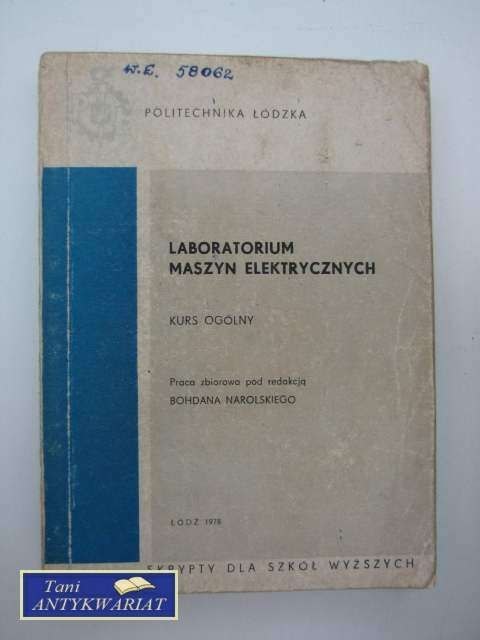 W.E. 58062
POLITECHNIKA ŁÓDZKA
LABORATORIUM
MASZYN ELEKTRYCZNYCH
KURS OGÓLNY
Praca zbiorowa pod redakcją
BOHDANA NAROLSKIEGO
ŁÓDŹ 1978
SKRYPTY DLA SZKÓŁ WYŻSZYCH
Tani
ANTYKWARIAT